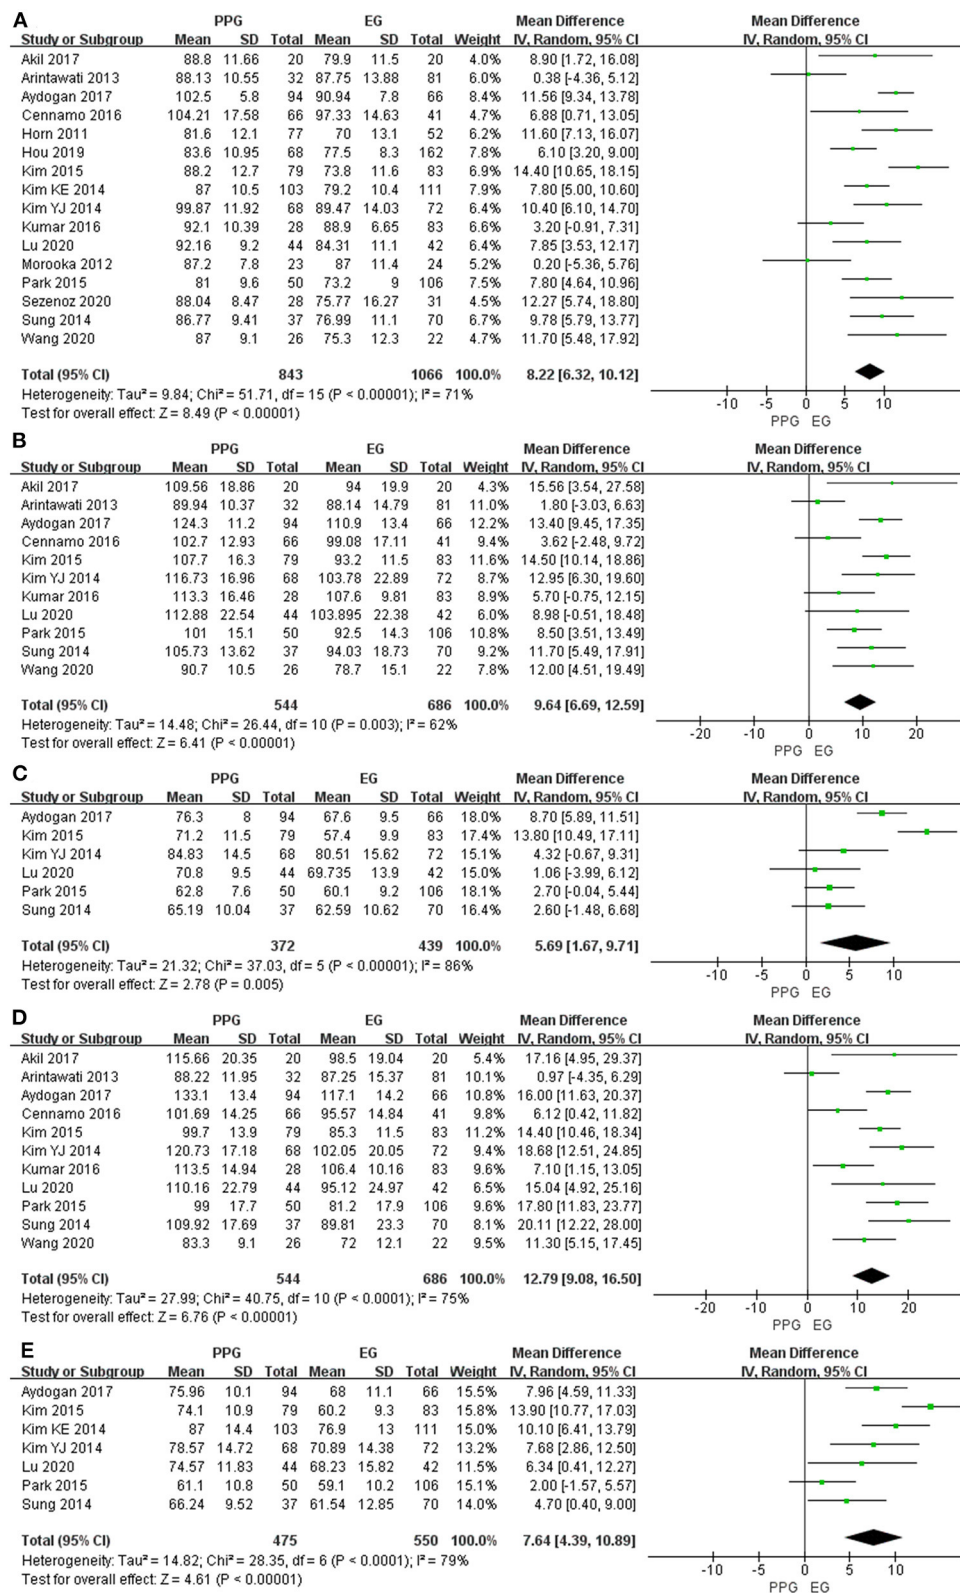 A
PPG EG Mean Difference Mean Difference
Study or Subgroup Mean SD Total Mean SD Total Weight IV, Random, 95% CI IV, Random, 95% CI
Akil 2017 88.8 11.66 20 79.9 11.5 20 4.0% 8.90 [1.72, 16.08]
Arintawati 2013 88.13 10.55 32 87.75 13.88 81 6.0% 0.38 [-4.36, 5.12]
Aydogan 2017 102.5 5.8 94 90.94 7.8 66 8.4% 11.56 [9.34, 13.78]
Cennamo 2016 104.21 17.58 66 97.33 14.63 41 4.7% 6.88 [0.71, 13.05]
Horn 2011 81.6 12.1 77 70 13.1 52 6.2% 11.60 [7.13, 16.07]
Hou 2019 83.6 10.95 68 77.5 8.3 162 7.8% 6.10 [3.20, 9.00]
Kim 2015 88.2 12.7 79 73.8 11.6 83 6.9% 14.40 [10.65, 18.15]
Kim KE 2014 87 10.5 103 79.2 10.4 111 7.9% 7.80 [5.00, 10.60]
Kim YJ 2014 99.87 11.92 68 89.47 14.03 72 6.4% 10.40 [6.10, 14.70]
Kumar 2016 92.1 10.39 28 88.9 6.65 83 6.6% 3.20 [-0.91, 7.31]
Lu 2020 92.16 9.2 44 84.31 11.1 42 6.4% 7.85 [3.53, 12.17]
Morooka 2012 87.2 7.8 23 87 11.4 24 5.2% 0.20 [-5.36, 5.76]
Park 2015 81 9.6 50 73.2 9 106 7.5% 7.80 [4.64, 10.96]
Sezenoz 2020 88.04 8.47 28 75.77 16.27 31 4.5% 12.27 [5.74, 18.80]
Sung 2014 86.77 9.41 37 76.99 11.1 70 6.7% 9.78 [5.79, 13.77]
Wang 2020 87 9.1 26 75.3 12.3 22 4.7% 11.70 [5.48, 17.92]
Total (95% CI) 843 1066 100.0% 8.22 [6.32, 10.12]
Heterogeneity: Tau² = 9.84; Chi² = 51.71, df = 15 (P < 0.00001); I² = 71%
Test for overall effect: Z = 8.49 (P < 0.00001)
-10 -5 0 5 10
PPG EG
B
PPG EG Mean Difference Mean Difference
Study or Subgroup Mean SD Total Mean SD Total Weight IV, Random, 95% CI IV, Random, 95% CI
Akil 2017 109.56 18.86 20 94 19.9 20 4.3% 15.56 [3.54, 27.58]
Arintawati 2013 89.94 10.37 32 88.14 14.79 81 11.0% 1.80 [-3.03, 6.63]
Aydogan 2017 124.3 11.2 94 110.9 13.4 66 12.2% 13.40 [9.45, 17.35]
Cennamo 2016 102.7 12.93 66 99.08 17.11 41 9.4% 3.62 [-2.48, 9.72]
Kim 2015 107.7 16.3 79 93.2 11.5 83 11.6% 14.50 [10.14, 18.86]
Kim YJ 2014 116.73 16.96 68 103.78 22.89 72 8.7% 12.95 [6.30, 19.60]
Kumar 2016 113.3 16.46 28 107.6 9.81 83 9.0% 5.70 [-0.75, 12.15]
Lu 2020 112.88 22.54 44 103.895 22.38 42 6.0% 8.98 [-0.51, 18.48]
Park 2015 101 15.1 50 92.5 14.3 106 10.8% 8.50 [3.51, 13.49]
Sung 2014 105.73 13.62 37 94.03 18.73 70 9.2% 11.70 [5.49, 17.91]
Wang 2020 90.7 10.5 26 78.7 15.1 22 7.8% 12.00 [4.51, 19.49]
Total (95% CI) 544 686 100.0% 9.64 [6.69, 12.59]
Heterogeneity: Tau² = 14.48; Chi² = 26.44, df = 10 (P = 0.003); I² = 62%
Test for overall effect: Z = 6.41 (P < 0.00001)
-20 -10 0 10 20
PPG EG
C
PPG EG Mean Difference Mean Difference
Study or Subgroup Mean SD Total Mean SD Total Weight IV, Random, 95% CI IV, Random, 95% CI
Aydogan 2017 76.3 8 94 67.6 9.5 66 18.0% 8.70 [5.89, 11.51]
Kim 2015 71.2 11.5 79 57.4 9.9 83 17.4% 13.80 [10.49, 17.11]
Kim YJ 2014 84.83 14.5 68 80.51 15.62 72 15.1% 4.32 [-0.67, 9.31]
Lu 2020 70.8 9.5 44 69.735 13.9 42 15.0% 1.06 [-3.99, 6.12]
Park 2015 62.8 7.6 50 60.1 9.2 106 18.1% 2.70 [-0.04, 5.44]
Sung 2014 65.19 10.04 37 62.59 10.62 70 16.4% 2.60 [-1.48, 6.68]
Total (95% CI) 372 439 100.0% 5.69 [1.67, 9.71]
Heterogeneity: Tau² = 21.32; Chi² = 37.03, df = 5 (P < 0.00001); I² = 86%
Test for overall effect: Z = 2.78 (P = 0.005)
-10 -5 0 5 10
PPG EG
D
PPG EG Mean Difference Mean Difference
Study or Subgroup Mean SD Total Mean SD Total Weight IV, Random, 95% CI IV, Random, 95% CI
Akil 2017 115.66 20.35 20 98.5 19.04 20 5.4% 17.16 [4.95, 29.37]
Arintawati 2013 88.22 11.95 32 87.25 15.37 81 10.1% 0.97 [-4.35, 6.29]
Aydogan 2017 133.1 13.4 94 117.1 14.2 66 10.8% 16.00 [11.63, 20.37]
Cennamo 2016 101.69 14.25 66 95.57 14.84 41 9.8% 6.12 [0.42, 11.82]
Kim 2015 99.7 13.9 79 85.3 11.5 83 11.2% 14.40 [10.46, 18.34]
Kim YJ 2014 120.73 17.18 68 102.05 20.05 72 9.4% 18.68 [12.51, 24.85]
Kumar 2016 113.5 14.94 28 106.4 10.16 83 9.6% 7.10 [1.15, 13.05]
Lu 2020 110.16 22.79 44 95.12 24.97 42 6.5% 15.04 [4.92, 25.16]
Park 2015 99 17.7 50 81.2 17.9 106 9.6% 17.80 [11.83, 23.77]
Sung 2014 109.92 17.69 37 89.81 23.3 70 8.1% 20.11 [12.22, 28.00]
Wang 2020 83.3 9.1 26 72 12.1 22 9.5% 11.30 [5.15, 17.45]
Total (95% CI) 544 686 100.0% 12.79 [9.08, 16.50]
Heterogeneity: Tau² = 27.99; Chi² = 40.75, df = 10 (P < 0.0001); I² = 75%
Test for overall effect: Z = 6.76 (P < 0.00001)
-20 -10 0 10 20
PPG EG
E
PPG EG Mean Difference Mean Difference
Study or Subgroup Mean SD Total Mean SD Total Weight IV, Random, 95% CI IV, Random, 95% CI
Aydogan 2017 75.96 10.1 94 68 11.1 66 15.5% 7.96 [4.59, 11.33]
Kim 2015 74.1 10.9 79 60.2 9.3 83 15.8% 13.90 [10.77, 17.03]
Kim KE 2014 87 14.4 103 76.9 13 111 15.0% 10.10 [6.41, 13.79]
Kim YJ 2014 78.57 14.72 68 70.89 14.38 72 13.2% 7.68 [2.86, 12.50]
Lu 2020 74.57 11.83 44 68.23 15.82 42 11.5% 6.34 [0.41, 12.27]
Park 2015 61.1 10.8 50 59.1 10.2 106 15.1% 2.00 [-1.57, 5.57]
Sung 2014 66.24 9.52 37 61.54 12.85 70 14.0% 4.70 [0.40, 9.00]
Total (95% CI) 475 550 100.0% 7.64 [4.39, 10.89]
Heterogeneity: Tau² = 14.82; Chi² = 28.35, df = 6 (P < 0.0001); I² = 79%
Test for overall effect: Z = 4.61 (P < 0.00001)
-10 -5 0 5 10
PPG EG